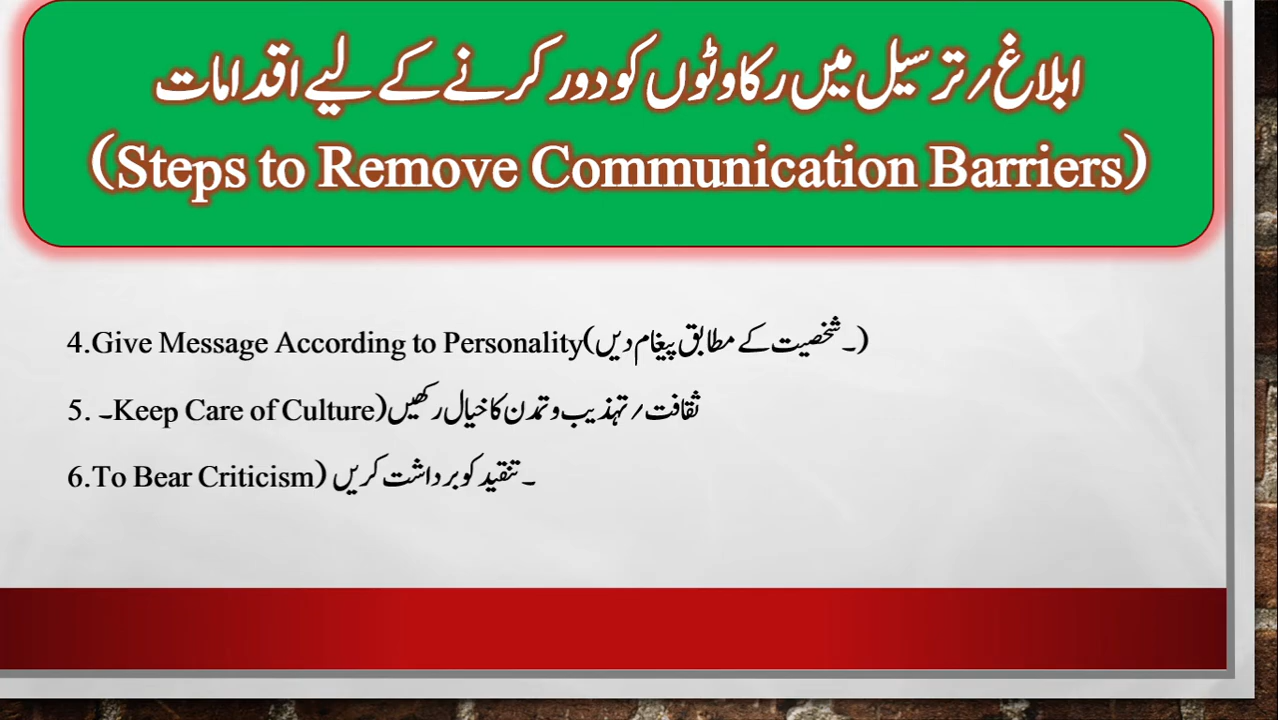 ابلاغ/ترسیل میں رکاوٹوں کو دور کرنے کے لیے اقدامات
(Steps to Remove Communication Barriers)
4.Give Message According to Personality(شخصیت کے مطابق پیغام دیں۔)
5. ۔Keep Care of Culture)ثقافت/تہذیب و تمدن کا خیال رکھیں
6.To Bear Criticism) تنقید کو برداشت کریں۔